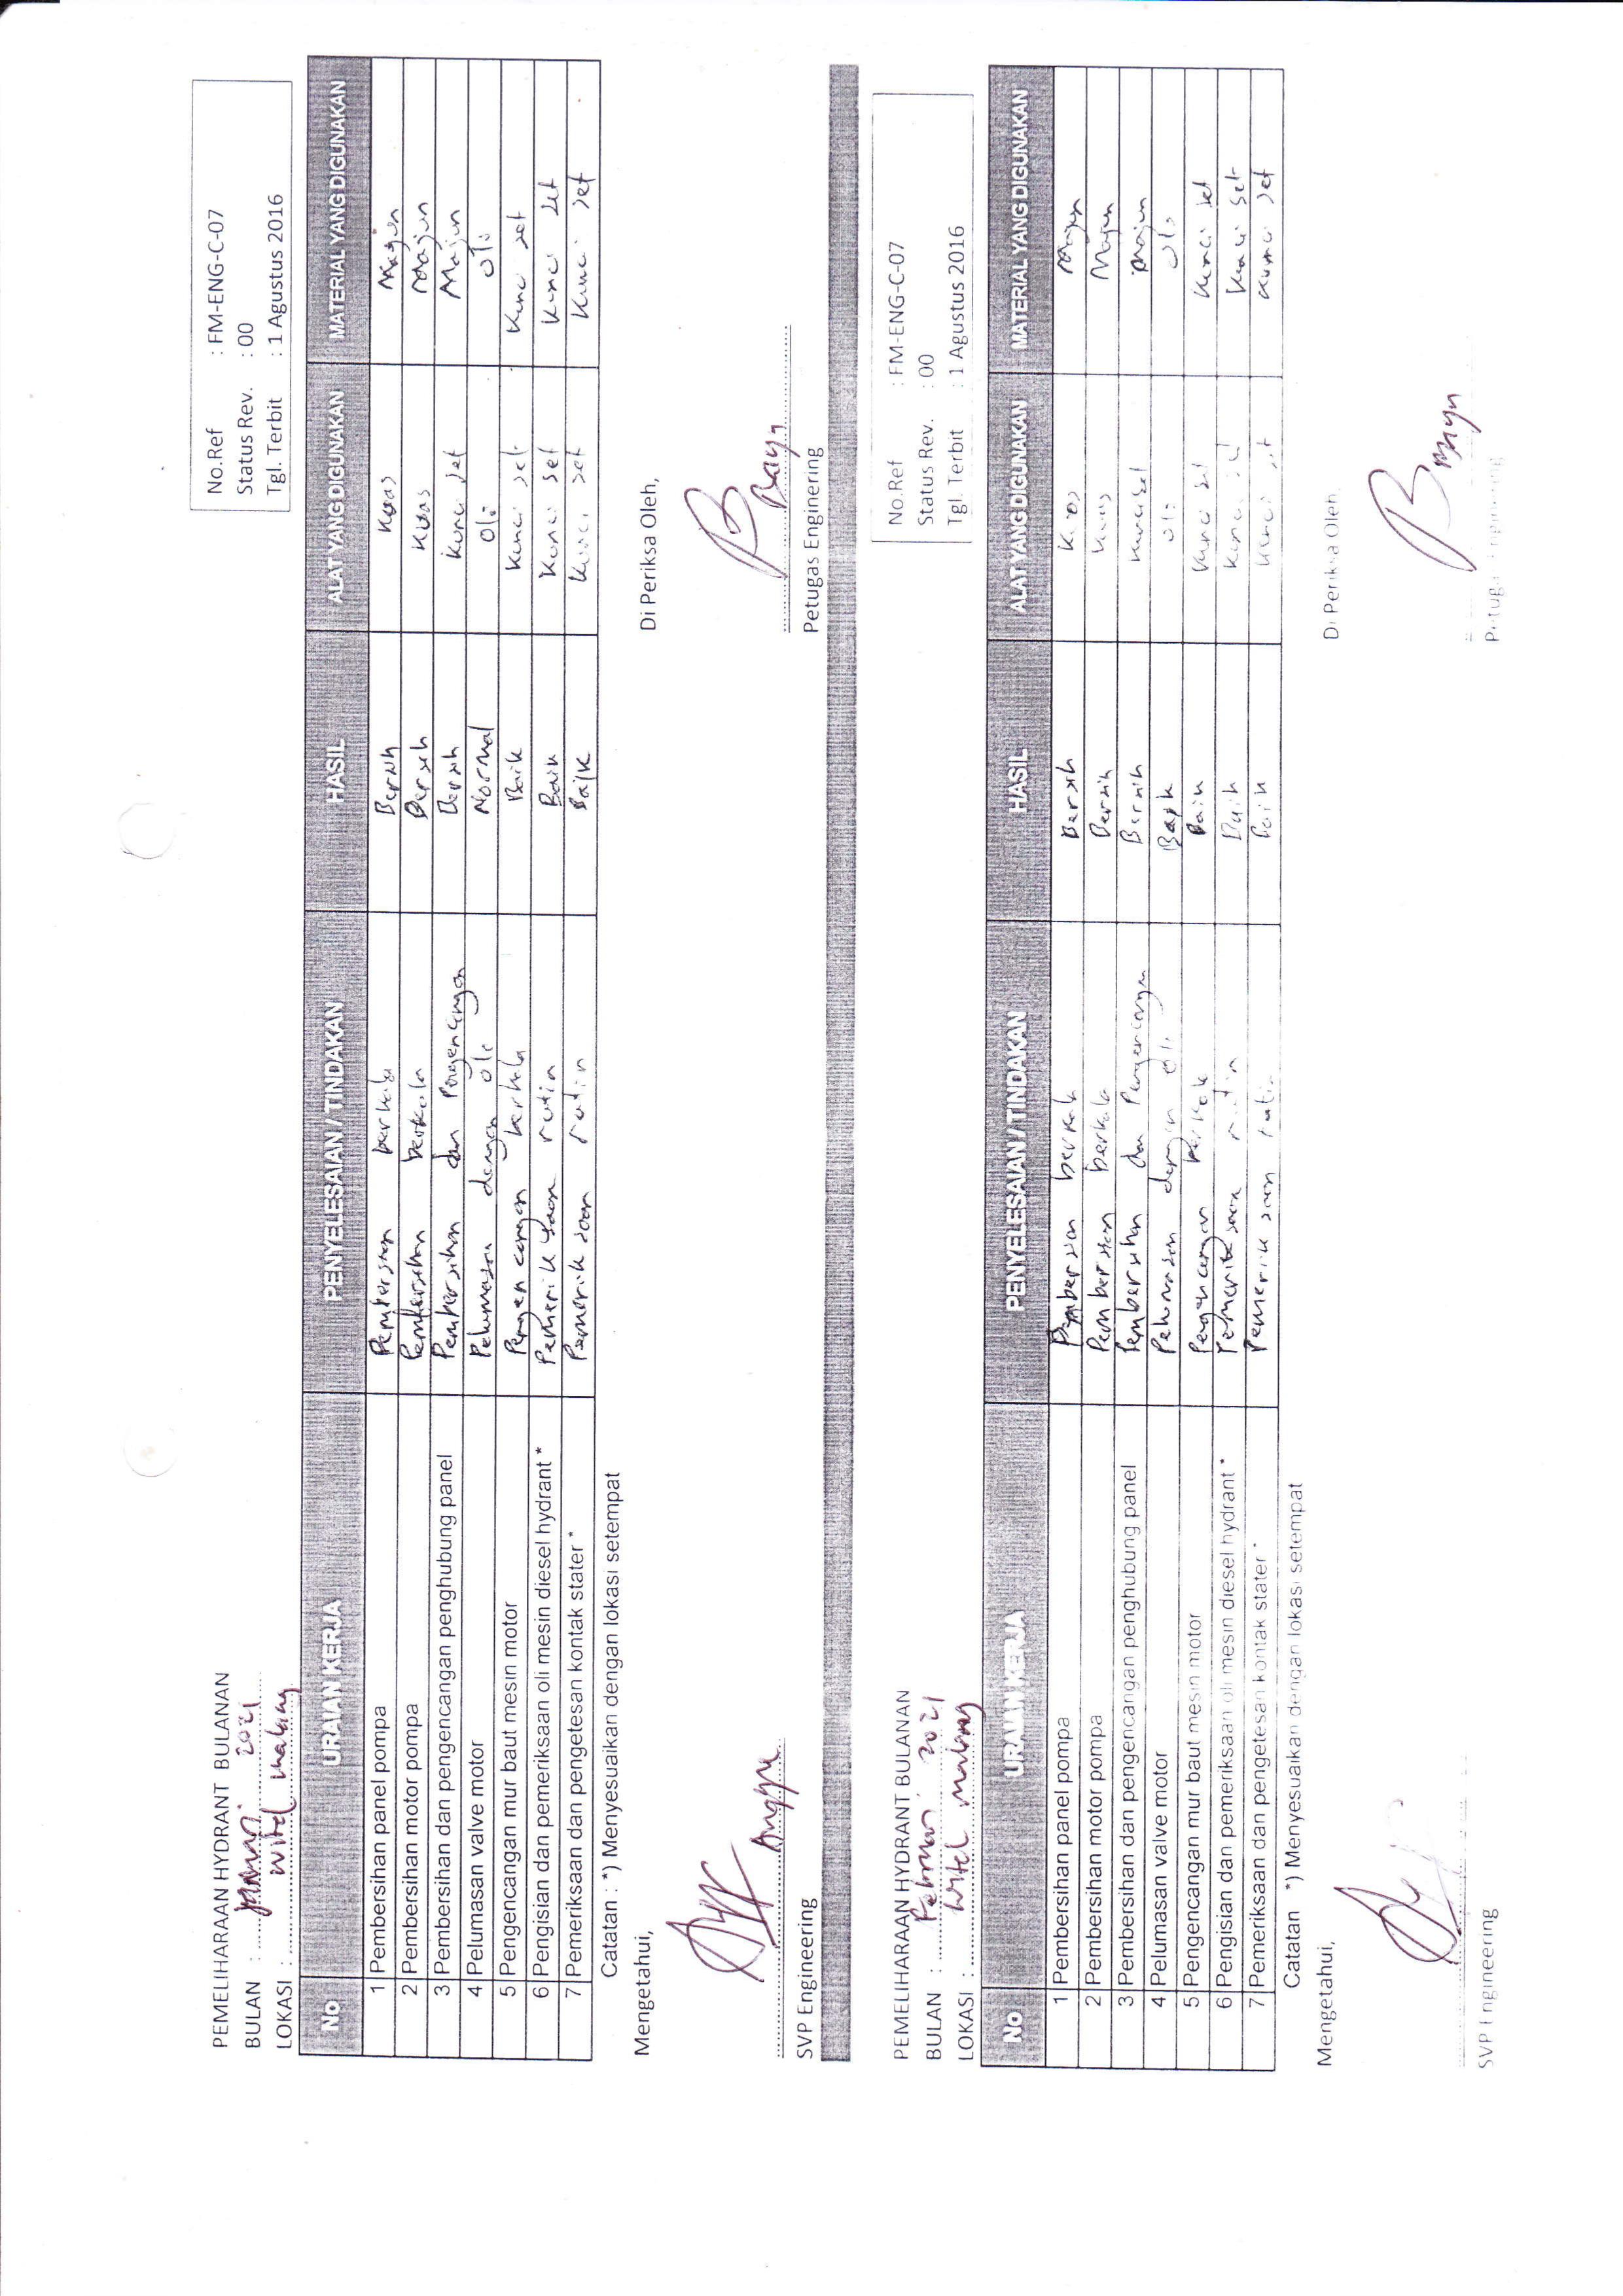 PEMELIHARAAN HYDRANT BULANAN
BULAN : Januari 2021
LOKASI : Witel Malang
No.Ref : FM-ENG-C-07
Status Rev. : 00
Tgl. Terbit : 1 Agustus 2016
No URAIAN KERJA PENYELESAIAN / TINDAKAN HASIL ALAT YANG DIGUNAKAN MATERIAL YANG DIGUNAKAN
1 Pembersihan panel pompa Pembersian berkala Bersih Kuas Majun
2 Pembersihan motor pompa Pembersihan berkala Bersih Kuas Majun
3 Pembersihan dan pengencangan penghubung panel Pembersihan dan Pengencangan Bersih Kunci set Majun
4 Pelumasan valve motor Pelumasan dengan oli Normal Oli Oli
5 Pengencangan mur baut mesin motor Pengencangan berkala Baik Kunci set Kunci set
6 Pengisian dan pemeriksaan oli mesin diesel hydrant * Pemeriksaan rutin Baik Kunci set Kunci set
7 Pemeriksaan dan pengetesan kontak stater * Pemeriksaan rutin Baik Kunci set Kunci set
Catatan : *) Menyesuaikan dengan lokasi setempat
Mengetahui, Di Periksa Oleh,
Angga Bayu
SVP Engineering Petugas Enginering
PEMELIHARAAN HYDRANT BULANAN
BULAN : Februari 2021
LOKASI : Witel Malang
No.Ref : FM-ENG-C-07
Status Rev. : 00
Tgl. Terbit : 1 Agustus 2016
No URAIAN KERJA PENYELESAIAN / TINDAKAN HASIL ALAT YANG DIGUNAKAN MATERIAL YANG DIGUNAKAN
1 Pembersihan panel pompa Pembersian berkala Bersih Kuas Majun
2 Pembersihan motor pompa Pembersian berkala Bersih Kuas Majun
3 Pembersihan dan pengencangan penghubung panel Pembersihan dan Pengencangan Bersih Kunci set Majun
4 Pelumasan valve motor Pelumasan dengan oli Baik Oli Oli
5 Pengencangan mur baut mesin motor Pengencangan berkala Baik Kunci set Kunci set
6 Pengisian dan pemeriksaan oli mesin diesel hydrant * Pemeriksaan rutin Baik Kunci set Kunci set
7 Pemeriksaan dan pengetesan kontak stater * Pemeriksaan rutin Baik Kunci set Kunci set
Catatan *) Menyesuaikan dengan lokasi setempat
Mengetahui, Di Periksa Oleh,
Bayu
SVP Engineering Petugas Enginering